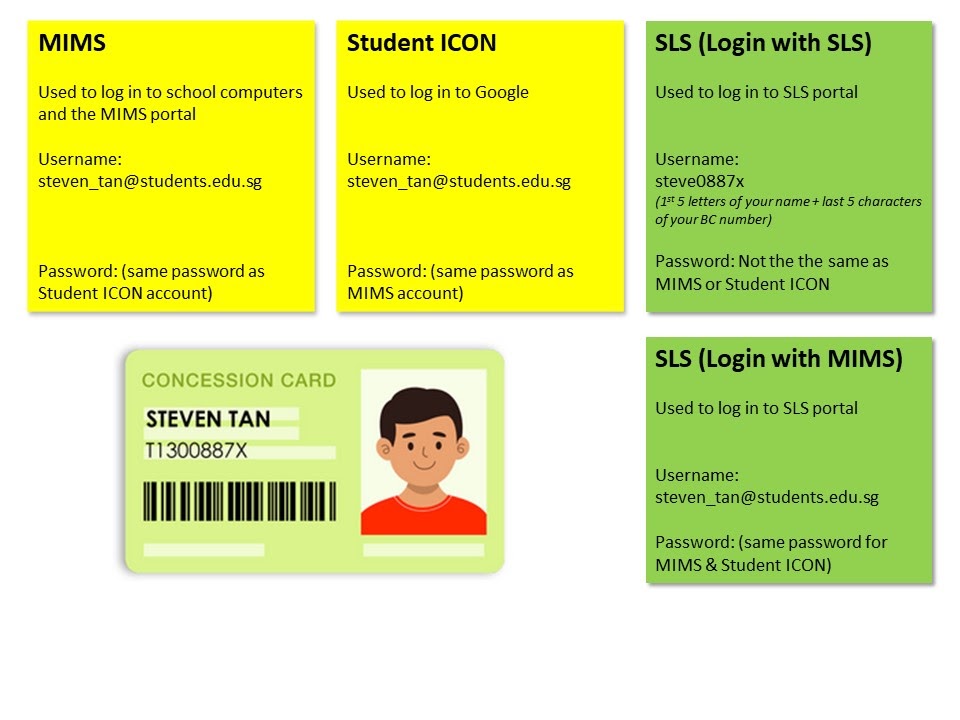 MIMS
Used to log in to school computers
and the MIMS portal
Username:
steven_tan@students.edu.sg
Password: (same password as
Student ICON account)
Student ICON
Used to log in to Google
Username:
steven_tan@students.edu.sg
Password: (same password as
MIMS account)
SLS (Login with SLS)
Used to log in to SLS portal
Username:
steve0887x
(1st 5 letters of your name + last 5 characters
of your BC number)
Password: Not the the same as
MIMS or Student ICON
CONCESSION CARD
STEVEN TAN
T1300887X
SLS (Login with MIMS)
Used to log in to SLS portal
Username:
steven_tan@students.edu.sg
Password: (same password for
MIMS & Student ICON)